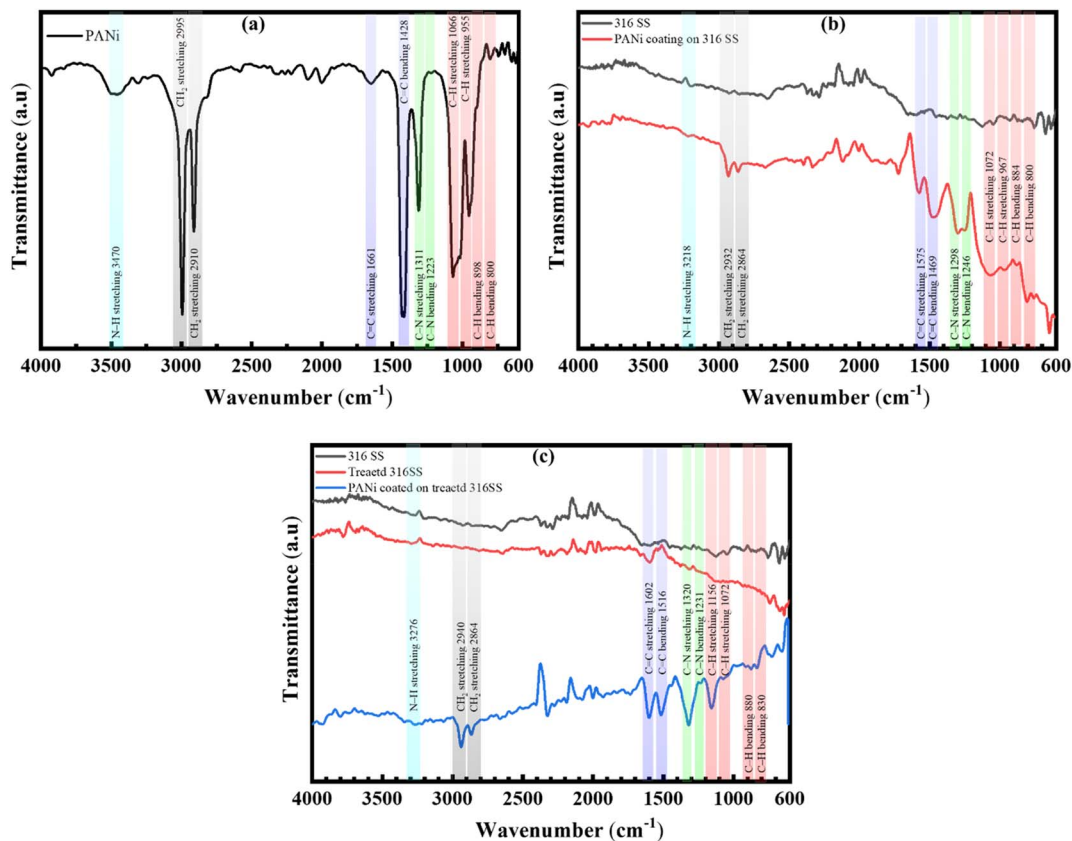 (a)
PANi
CH₂ stretching 2995
C=C bending 1428
C–H stretching 1066
C–H stretching 955
N–H stretching 3470
CH₂ stretching 2910
C=C stretching 1661
C–N stretching 1311
C–N bending 1223
C–H bending 898
C–H bending 800
Transmittance (a.u)
4000 3500 3000 2500 2000 1500 1000 600
Wavenumber (cm⁻¹)
(b)
316 SS
PANi coating on 316 SS
N–H stretching 3218
CH₂ stretching 2932
CH₂ stretching 2864
C=C stretching 1575
C=C bending 1469
C–N stretching 1298
C–N bending 1246
C–H stretching 1072
C–H stretching 967
C–H bending 884
C–H bending 800
Transmittance (a.u)
4000 3500 3000 2500 2000 1500 1000 600
Wavenumber (cm⁻¹)
(c)
316 SS
Treaetd 316SS
PANi coated on treaetd 316SS
N–H stretching 3276
CH₂ stretching 2940
CH₂ stretching 2864
C=C stretching 1602
C=C bending 1516
C–N stretching 1320
C–N bending 1231
C–H stretching 1156
C–H stretching 1072
C–H bending 880
C–H bending 830
Transmittance (a.u)
4000 3500 3000 2500 2000 1500 1000 600
Wavenumber (cm⁻¹)